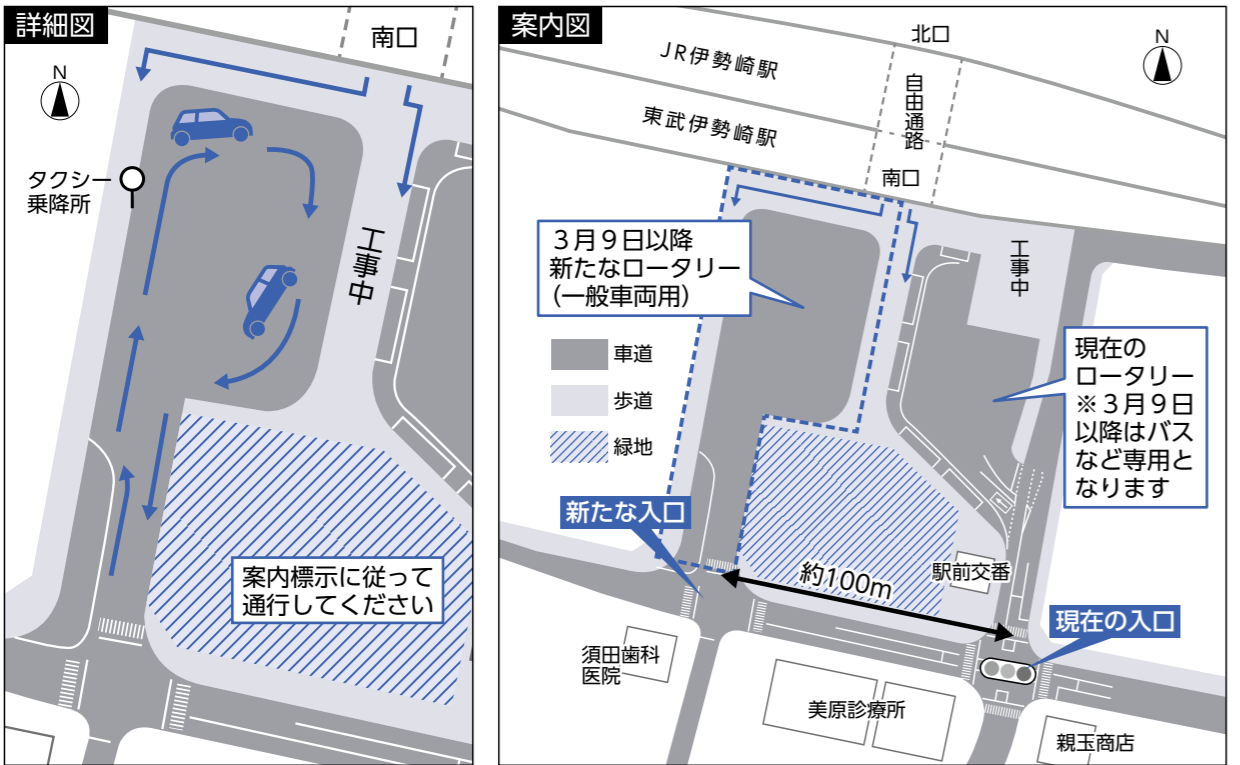 詳細図
南口
N
タクシー
乗降所
工事中
案内標示に従って
通行してください
案内図
北口
N
JR伊勢崎駅
自由通路
東武伊勢崎駅
南口
3月9日以降
新たなロータリー
(一般車両用)
工事中
車道
歩道
緑地
現在の
ロータリー
※3月9日
以降はバス
など専用と
なります
新たな入口
約100m
駅前交番
現在の入口
須田歯科
医院
美原診療所
親玉商店